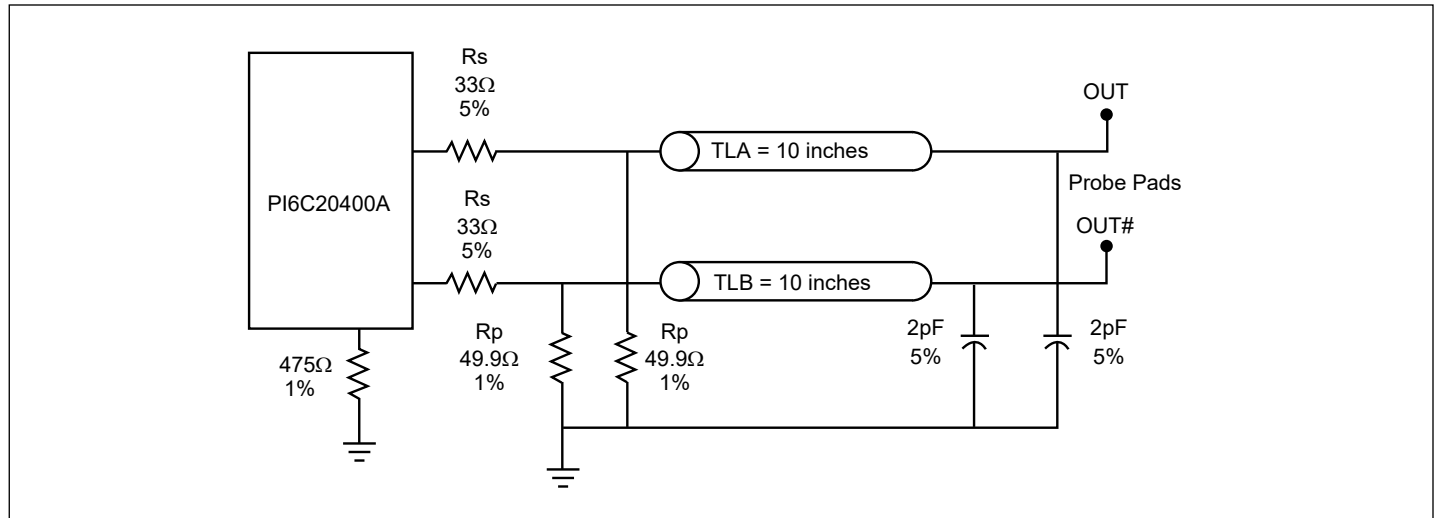 Rs
33Ω
5%
OUT
TLA = 10 inches
Probe Pads
PI6C20400A
Rs
33Ω
5%
OUT#
TLB = 10 inches
475Ω
1%
Rp
49.9Ω
1%
Rp
49.9Ω
1%
2pF
5%
2pF
5%